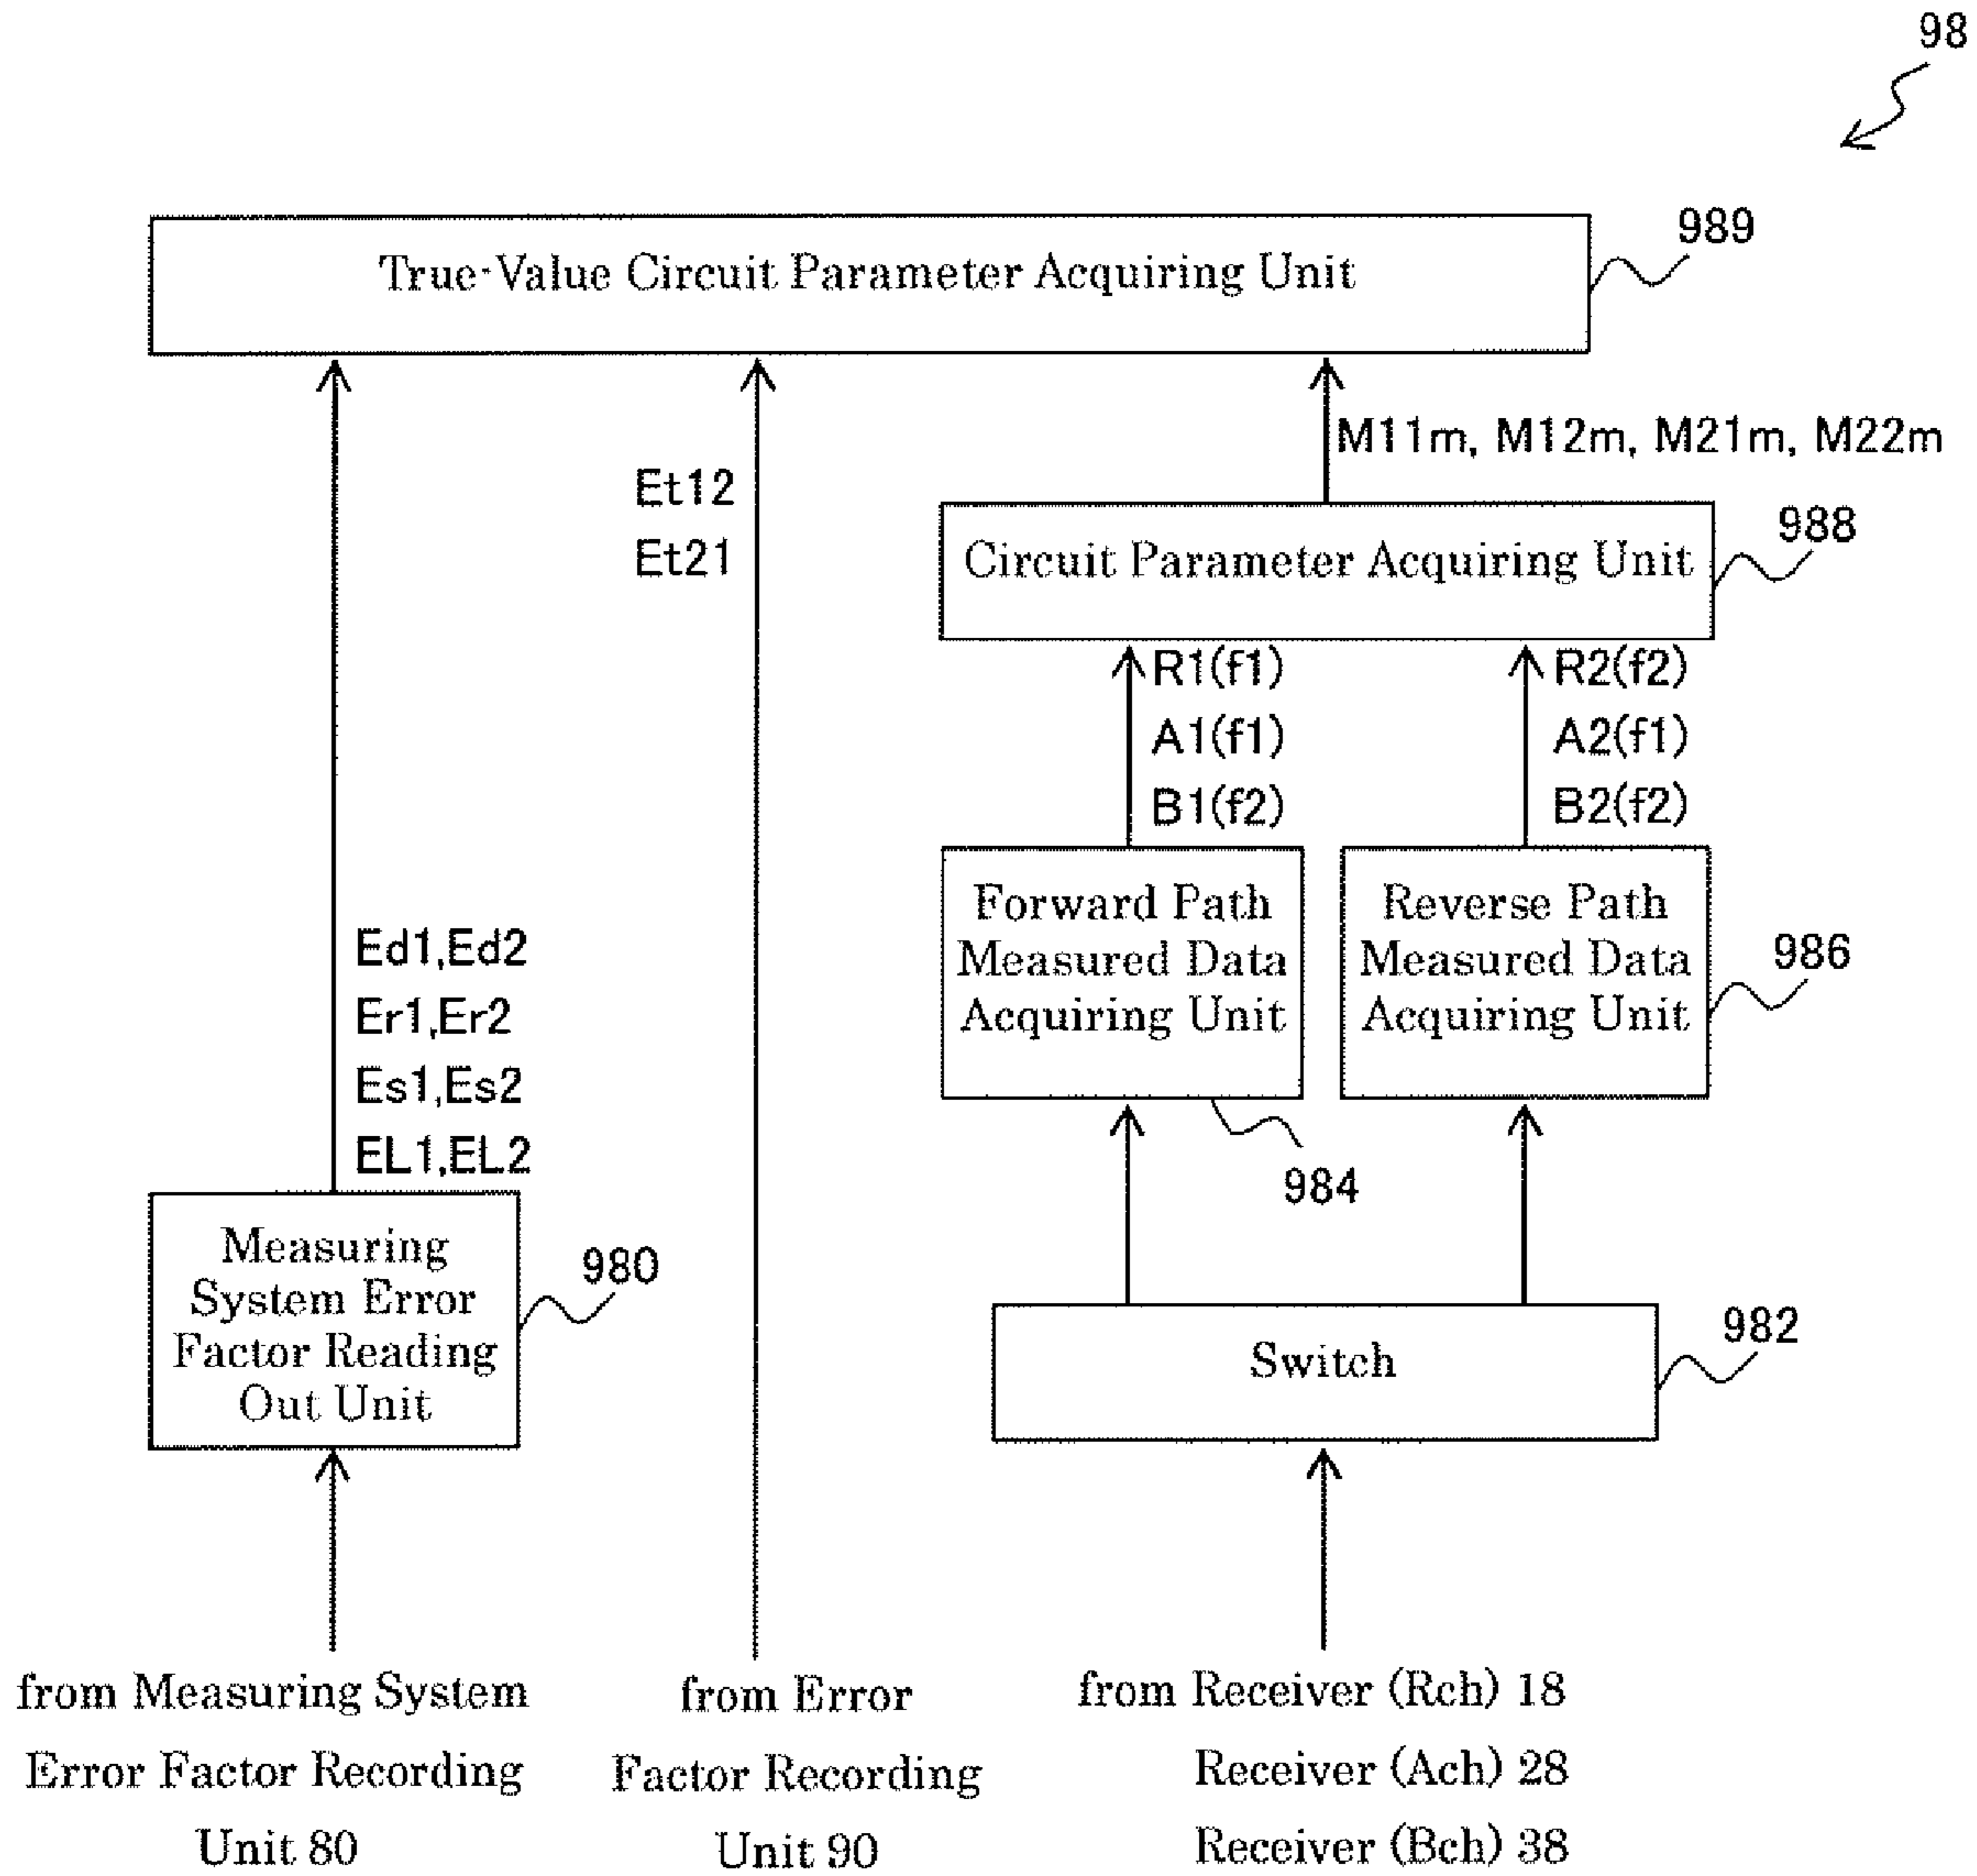 98
989
True-Value Circuit Parameter Acquiring Unit
M11m, M12m, M21m, M22m
Et12
Et21
988
Circuit Parameter Acquiring Unit
R1(f1)
A1(f1)
B1(f2)
R2(f2)
A2(f1)
B2(f2)
Forward Path
Measured Data
Acquiring Unit
984
Reverse Path
Measured Data
Acquiring Unit
986
Ed1,Ed2
Er1,Er2
Es1,Es2
EL1,EL2
Measuring
System Error
Factor Reading
Out Unit
980
Switch
982
from Measuring System
Error Factor Recording
Unit 80
from Error
Factor Recording
Unit 90
from Receiver (Rch) 18
Receiver (Ach) 28
Receiver (Bch) 38